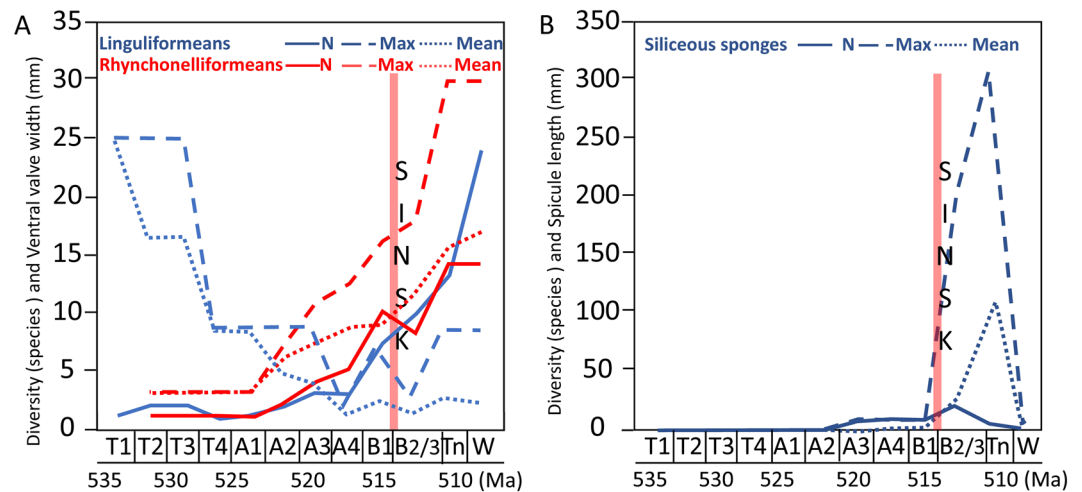 A
Linguliformeans N Max Mean
Rhynchonelliformeans N Max Mean
Diversity (species ) and Ventral valve width (mm)
35
30
25
20
15
10
5
0
S
I
N
S
K
T1 T2 T3 T4 A1 A2 A3 A4 B1 B2/3 Tn W
535 530 525 520 515 510 (Ma)
B
Siliceous sponges N Max Mean
Diversity (species ) and Spicule length (mm)
350
300
250
200
150
100
50
0
S
I
N
S
K
T1 T2 T3 T4 A1 A2 A3 A4 B1 B2/3 Tn W
535 530 525 520 515 510 (Ma)